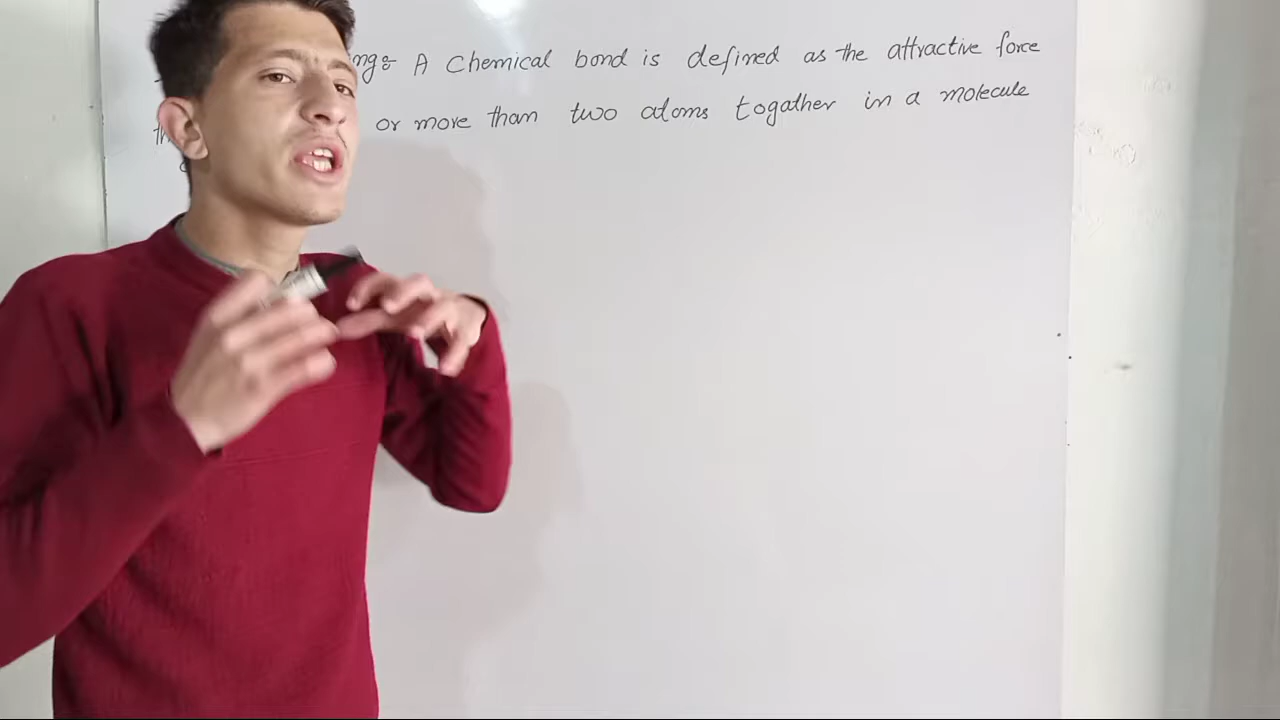 A Chemical bond is defined as the attractive force
or more than two atoms togather in a molecule